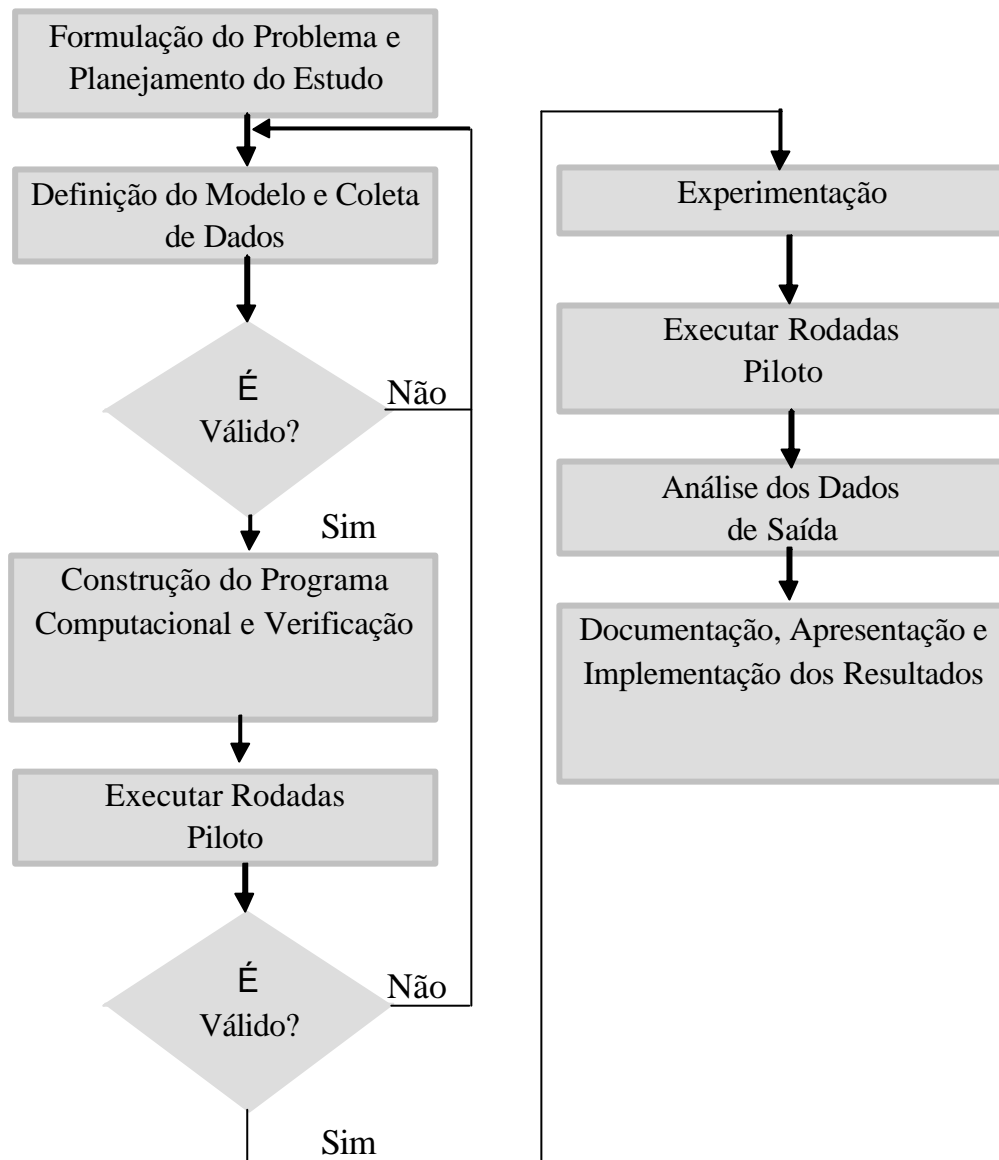 Formulação do Problema e
Planejamento do Estudo
Definição do Modelo e Coleta
de Dados
É
Válido?
Não
Sim
Construção do Programa
Computacional e Verificação
Executar Rodadas
Piloto
É
Válido?
Não
Sim
Experimentação
Executar Rodadas
Piloto
Análise dos Dados
de Saída
Documentação, Apresentação e
Implementação dos Resultados